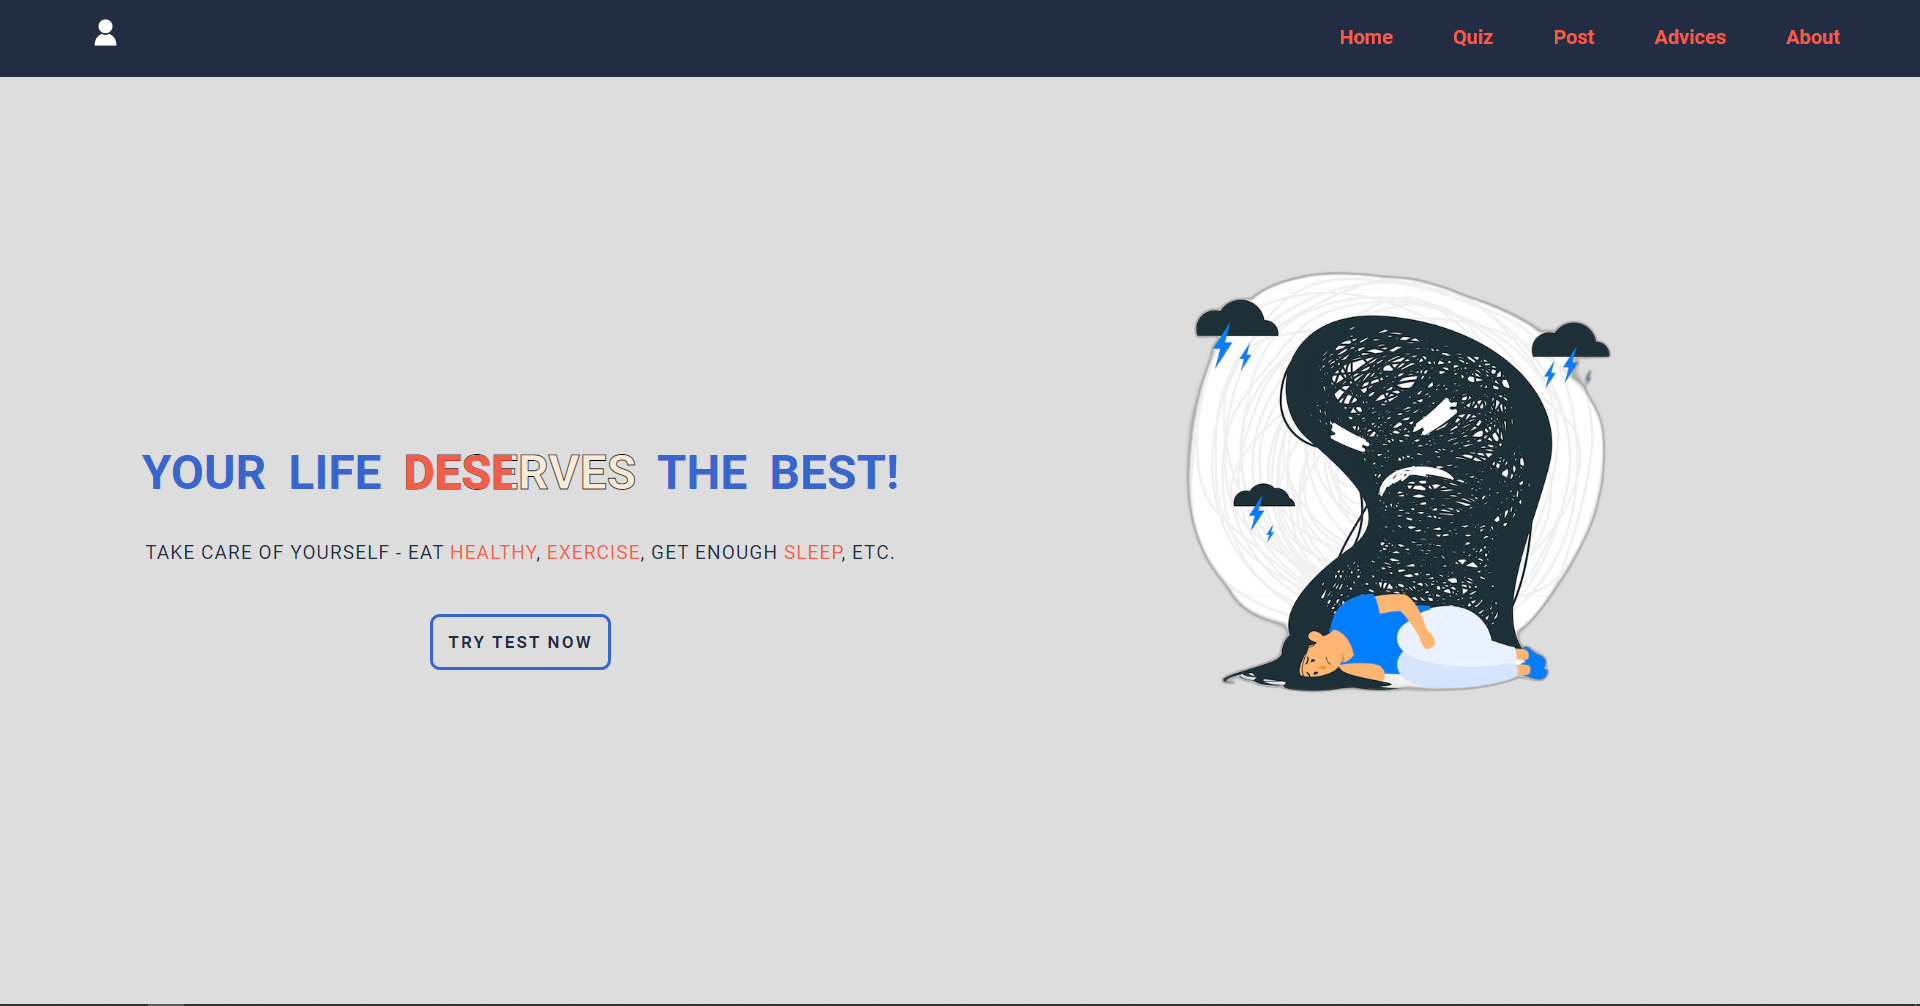 Home Quiz Post Advices About
YOUR LIFE DESERVES THE BEST!
TAKE CARE OF YOURSELF - EAT HEALTHY, EXERCISE, GET ENOUGH SLEEP, ETC.
TRY TEST NOW